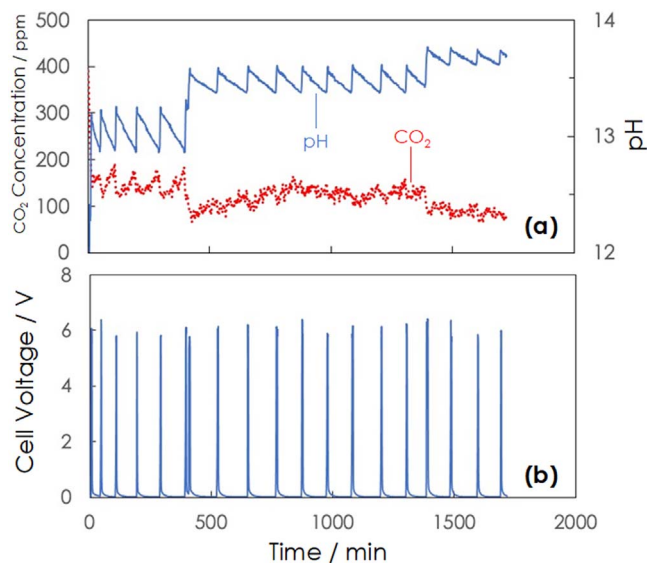 500
400
300
200
100
0
CO₂ Concentration / ppm
14
13
12
pH
pH
CO₂
(a)
8
6
4
2
0
Cell Voltage / V
(b)
0 500 1000 1500 2000
Time / min